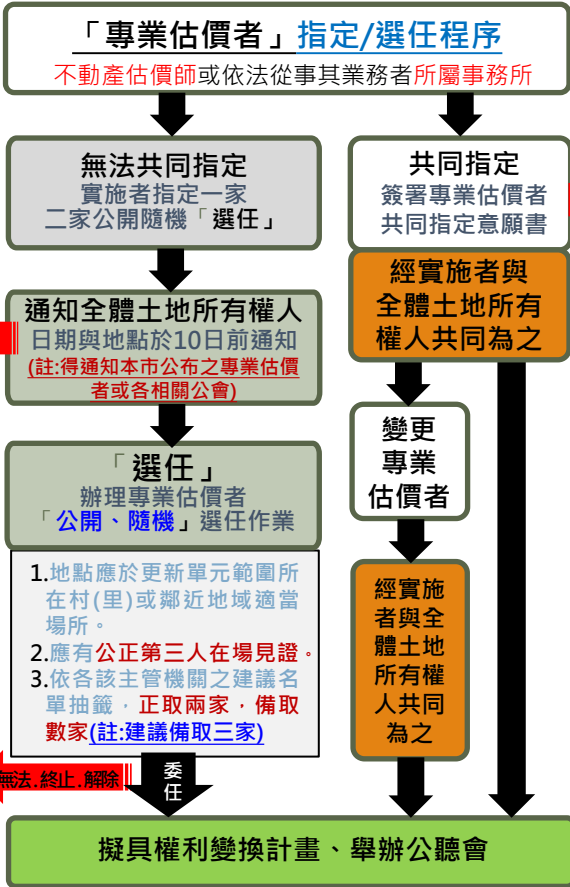 「專業估價者」指定/選任程序
不動產估價師或依法從事其業務者所屬事務所
無法共同指定
實施者指定一家
二家公開隨機「選任」
通知全體土地所有權人
日期與地點於10日前通知
(註:得通知本市公布之專業估價
者或各相關公會)
「選任」
辦理專業估價者
「公開、隨機」選任作業
1.地點應於更新單元範圍所
在村(里)或鄰近地域適當
場所。
2.應有公正第三人在場見證。
3.依各該主管機關之建議名
單抽籤，正取兩家，備取
數家(註:建議備取三家)
無法.終止.解除
委
任
共同指定
簽署專業估價者
共同指定意願書
經實施者與
全體土地所有
權人共同為之
變更
專業
估價者
經實施
者與全
體土地
所有權
人共同
為之
擬具權利變換計畫、舉辦公聽會